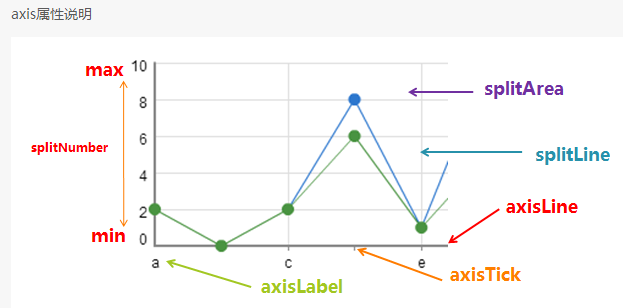 axis属性说明
max
10
splitArea
8
splitNumber
6
splitLine
4
axisLine
2
min
0
a
c
e
axisLabel
axisTick